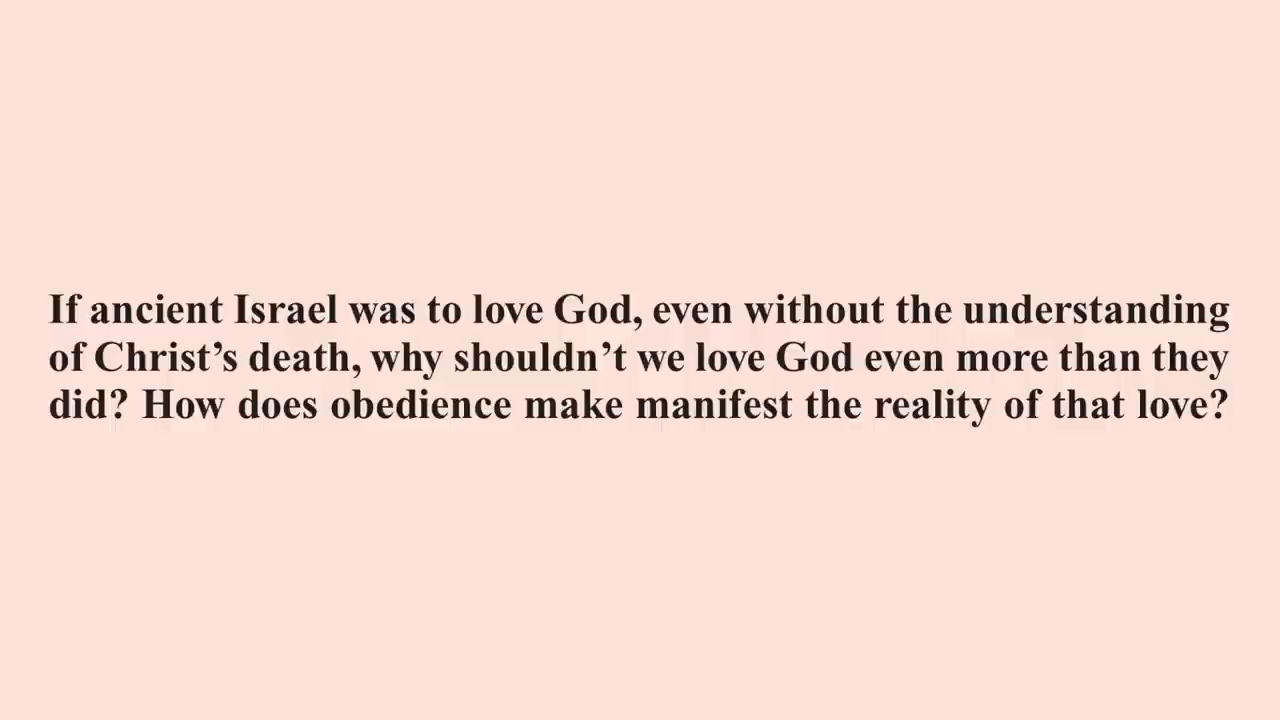 If ancient Israel was to love God, even without the understanding
of Christ’s death, why shouldn’t we love God even more than they
did? How does obedience make manifest the reality of that love?